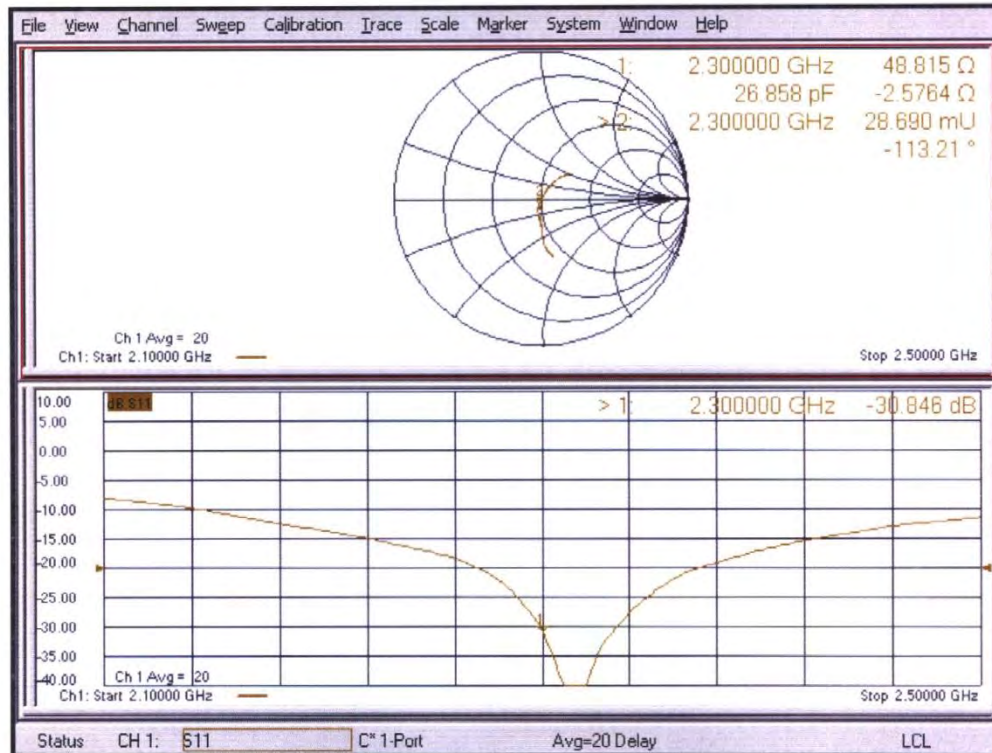 File View Channel Sweep Calibration Trace Scale Marker System Window Help
1: 2.300000 GHz 48.815 Ω
26.858 pF -2.5764 Ω
> 2: 2.300000 GHz 28.690 mU
-113.21 °
Ch 1 Avg = 20
Ch1: Start 2.10000 GHz
Stop 2.50000 GHz
10.00
dB S11
> 1: 2.300000 GHz -30.846 dB
5.00
0.00
-5.00
-10.00
-15.00
-20.00
-25.00
-30.00
-35.00
-40.00
1
Ch 1 Avg = 20
Ch1: Start 2.10000 GHz
Stop 2.50000 GHz
Status CH 1: S11 C* 1-Port Avg=20 Delay LCL